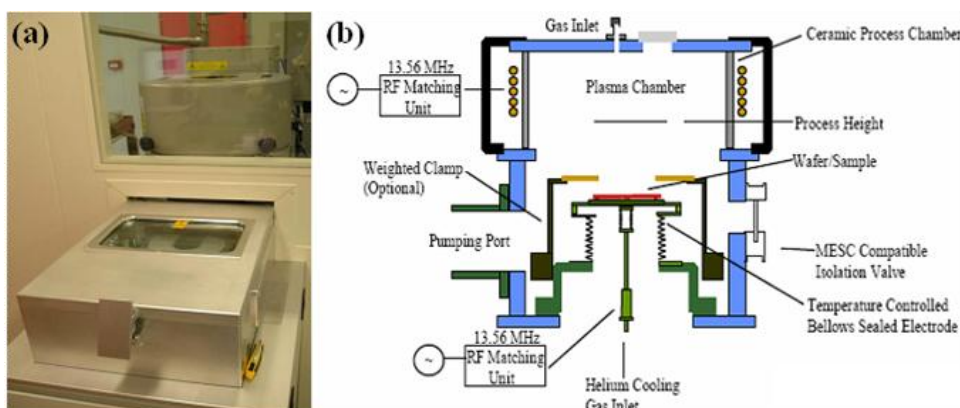 (a)
(b)
Gas Inlet
Ceramic Process Chamber
13.56 MHz
RF Matching
Unit
~
Plasma Chamber
Process Height
Weighted Clamp
(Optional)
Wafer/Sample
Pumping Port
MESC Compatible
Isolation Valve
Temperature Controlled
Bellows Sealed Electrode
13.56 MHz
RF Matching
Unit
~
Helium Cooling
Gas Inlet